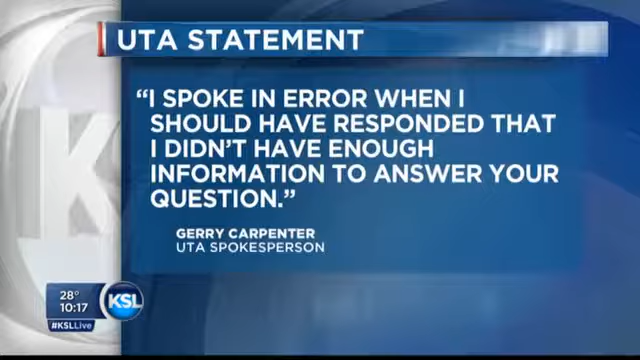 UTA STATEMENT
“I SPOKE IN ERROR WHEN I
SHOULD HAVE RESPONDED THAT
I DIDN’T HAVE ENOUGH
INFORMATION TO ANSWER YOUR
QUESTION.”
GERRY CARPENTER
UTA SPOKESPERSON
K
28°
10:17
KSL
#KSLLive